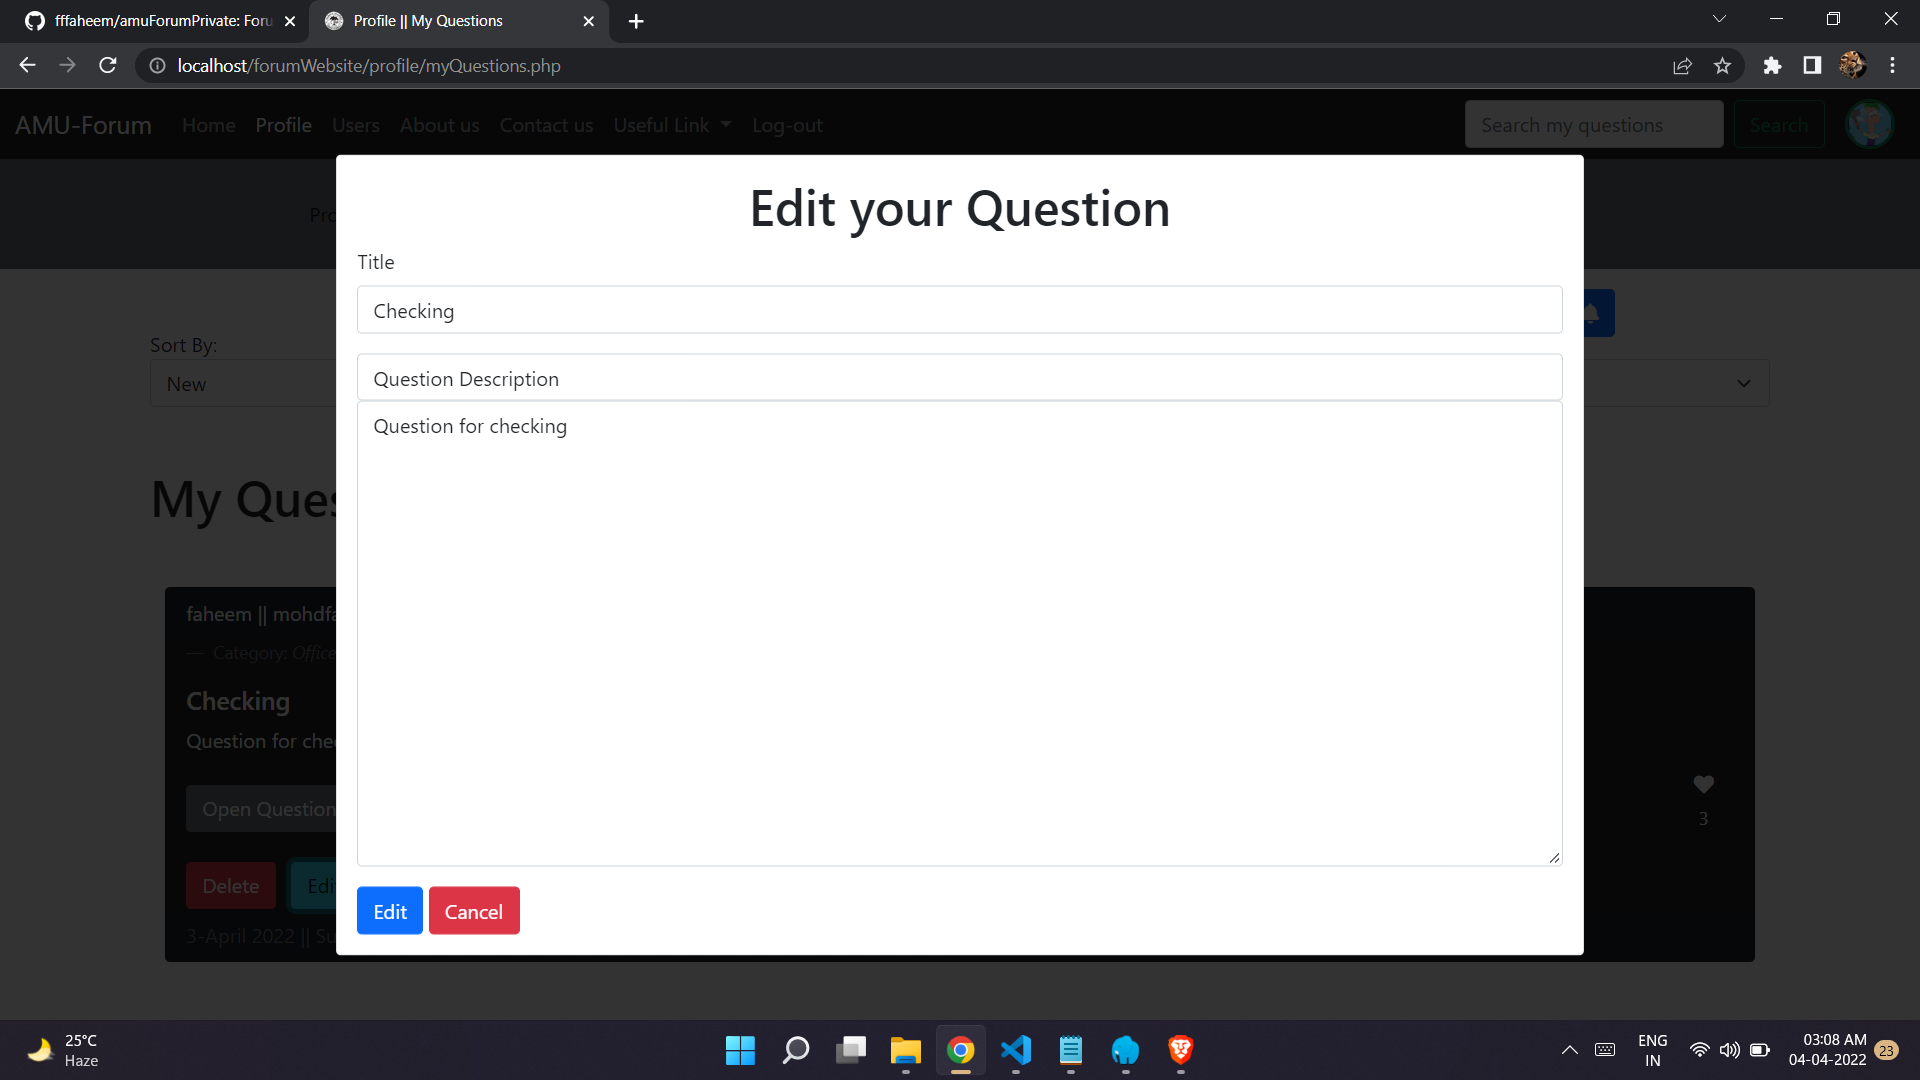 fffaheem/amuForumPrivate: Foru
Profile || My Questions
localhost/forumWebsite/profile/myQuestions.php
AMU-Forum Home Profile Users About us Contact us Useful Link Log-out Search my questions Search
Edit your Question
Title
Checking
Sort By:
Question Description
New
Question for checking
My Ques
faheem || mohdfa
— Category: Office
Checking
Question for che
Open Question
3
Delete Edi
Edit Cancel
3-April 2022 || Su
25°C
Haze
ENG
IN
03:08 AM
04-04-2022
23